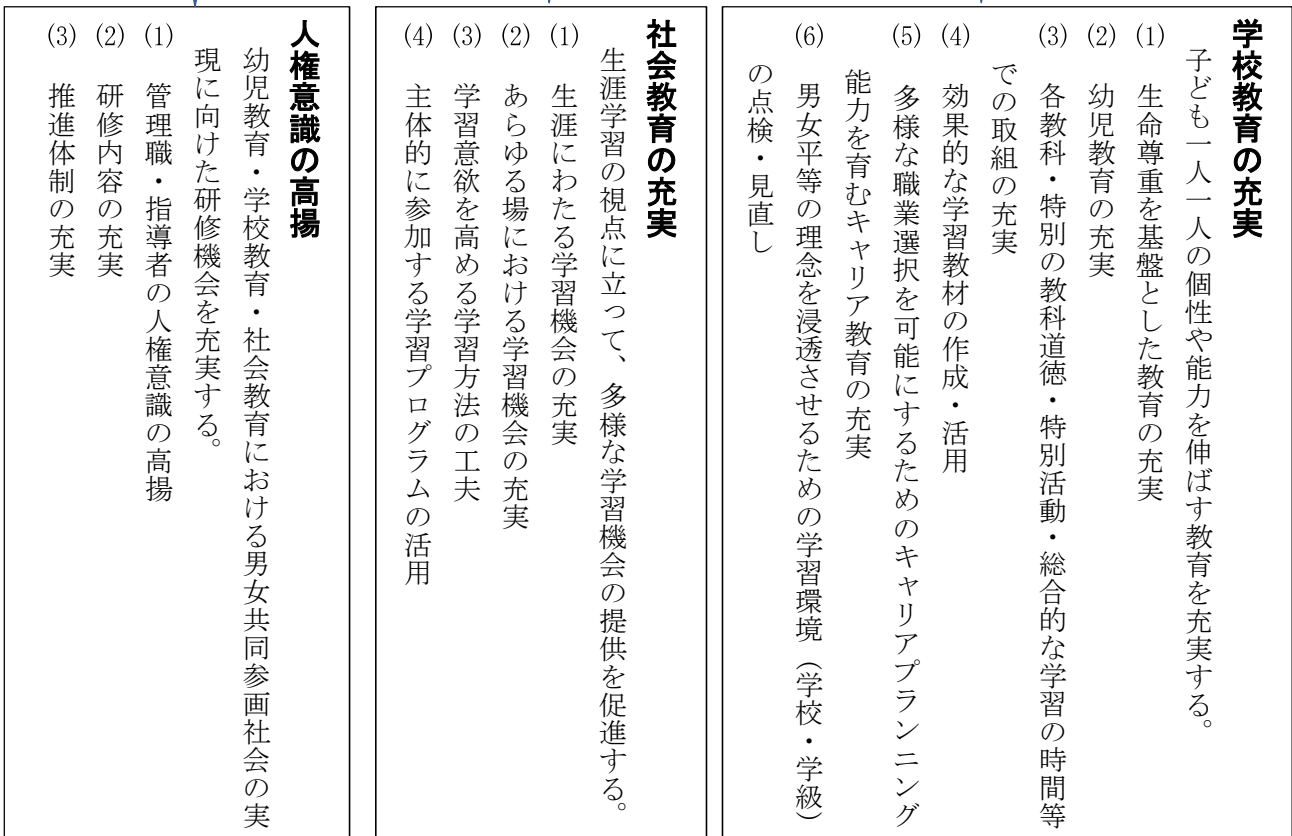 学校教育の充実
子ども一人一人の個性や能力を伸ばす教育を充実する。
(1) 生命尊重を基盤とした教育の充実
(2) 幼児教育の充実
(3) 各教科・特別の教科道徳・特別活動・総合的な学習の時間等
での取組の充実
(4) 効果的な学習教材の作成・活用
(5) 多様な職業選択を可能にするためのキャリアプランニング
能力を育むキャリア教育の充実
(6) 男女平等の理念を浸透させるための学習環境（学校・学級）
の点検・見直し
社会教育の充実
生涯学習の視点に立って、多様な学習機会の提供を促進する。
(1) 生涯にわたる学習機会の充実
(2) あらゆる場における学習機会の充実
(3) 学習意欲を高める学習方法の工夫
(4) 主体的に参加する学習プログラムの活用
人権意識の高揚
幼児教育・学校教育・社会教育における男女共同参画社会の実
現に向けた研修機会を充実する。
(1) 管理職・指導者の人権意識の高揚
(2) 研修内容の充実
(3) 推進体制の充実